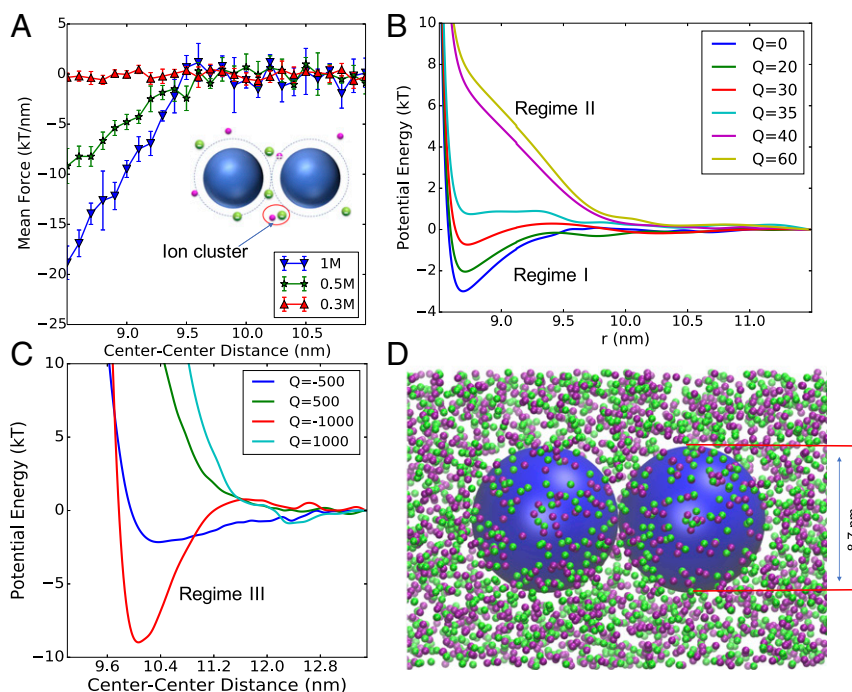 A
5
0
−5
−10
−15
−20
−25
Mean Force (kT/nm)
Ion cluster
1M
0.5M
0.3M
9.0 9.5 10.0 10.5
Center-Center Distance (nm)
B
10
8
6
4
2
0
−2
−4
Potential Energy (kT)
Regime II
Regime I
Q=0
Q=20
Q=30
Q=35
Q=40
Q=60
9.0 9.5 10.0 10.5 11.0
r (nm)
C
10
5
0
−5
−10
Potential Energy (kT)
Q=-500
Q=500
Q=-1000
Q=1000
Regime III
9.6 10.4 11.2 12.0 12.8
Center-Center Distance (nm)
D